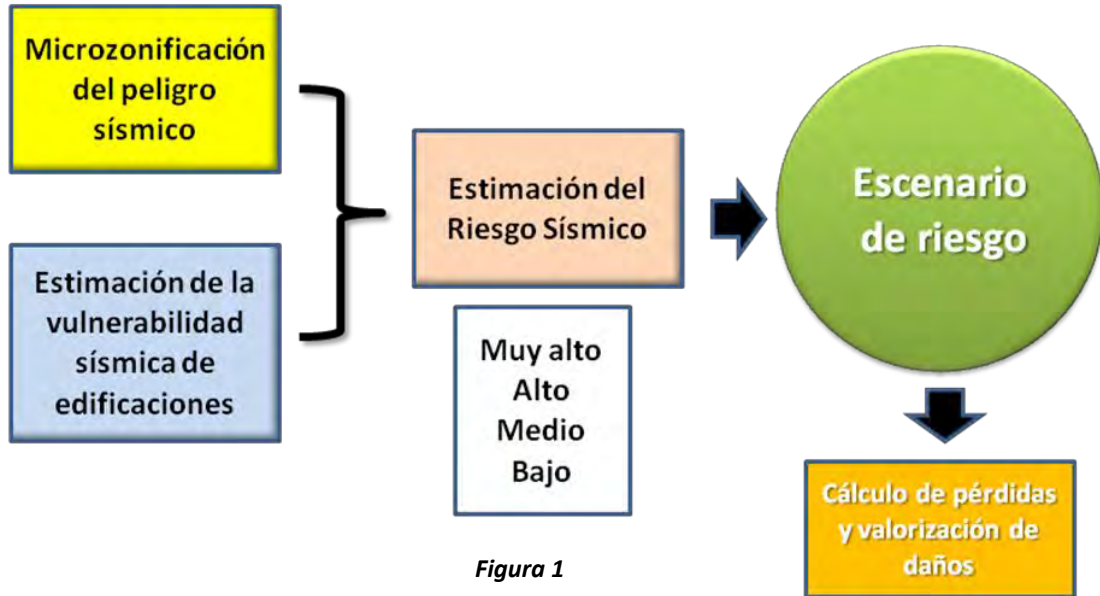 Microzonificación
del peligro
sísmico
Estimación de la
vulnerabilidad
sísmica de
edificaciones
Estimación del
Riesgo Sísmico
Muy alto
Alto
Medio
Bajo
Escenario
de riesgo
Cálculo de pérdidas
y valorización de
daños
Figura 1